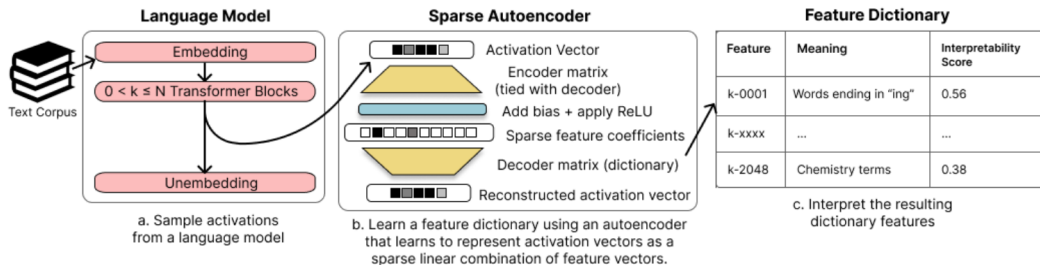 Language Model
Text Corpus
Embedding
0 < k ≤ N Transformer Blocks
Unembedding
a. Sample activations
from a language model
Sparse Autoencoder
Activation Vector
Encoder matrix
(tied with decoder)
Add bias + apply ReLU
Sparse feature coefficients
Decoder matrix (dictionary)
Reconstructed activation vector
b. Learn a feature dictionary using an autoencoder
that learns to represent activation vectors as a
sparse linear combination of feature vectors.
Feature Dictionary
Feature Meaning Interpretability
Score
k-0001 Words ending in “ing” 0.56
k-xxxx ... ...
k-2048 Chemistry terms 0.38
c. Interpret the resulting
dictionary features